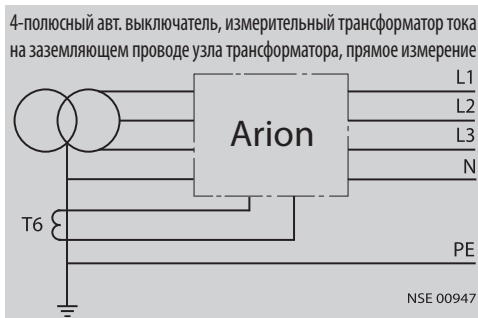 4-полюсный авт. выключатель, измерительный трансформатор тока
на заземляющем проводе узла трансформатора, прямое измерение
L1
L2
Arion
L3
N
T6
PE
NSE 00947